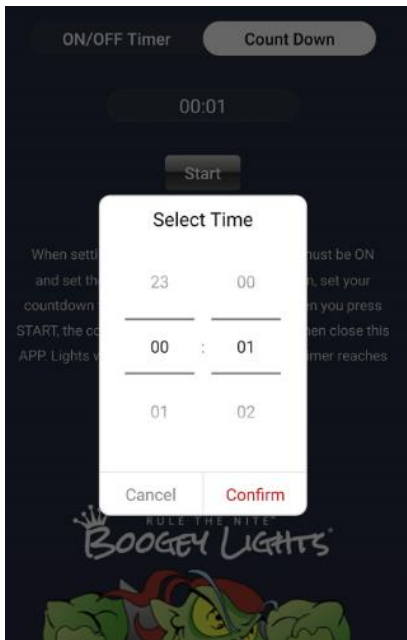 ON/OFF Timer Count Down
00:01
Start
Select Time
When setti must be ON
23 00
and set th , set your
countdown en you press
00 : 01
START, the co hen close this
APP. Lights w imer reaches
01 02
Cancel Confirm
RULE THE NITE
BOOGEY LIGHTS